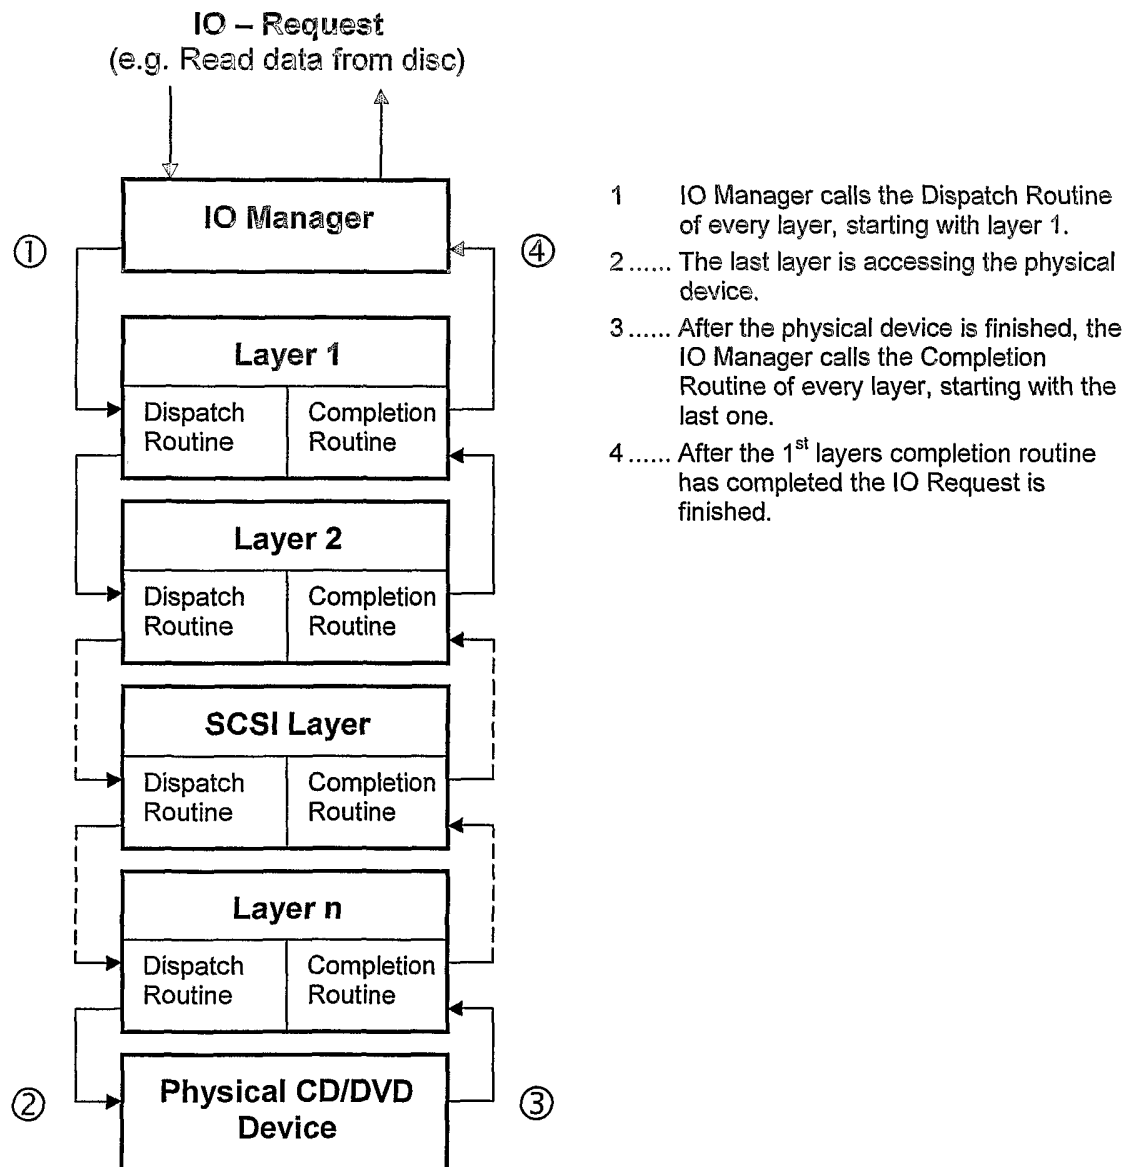 IO – Request
(e.g. Read data from disc)
IO Manager
①
④
Layer 1
Dispatch Routine
Completion Routine
Layer 2
Dispatch Routine
Completion Routine
SCSI Layer
Dispatch Routine
Completion Routine
Layer n
Dispatch Routine
Completion Routine
Physical CD/DVD
Device
②
③
1 IO Manager calls the Dispatch Routine
of every layer, starting with layer 1.
2 ...... The last layer is accessing the physical
device.
3 ...... After the physical device is finished, the
IO Manager calls the Completion
Routine of every layer, starting with the
last one.
4 ...... After the 1st layers completion routine
has completed the IO Request is
finished.